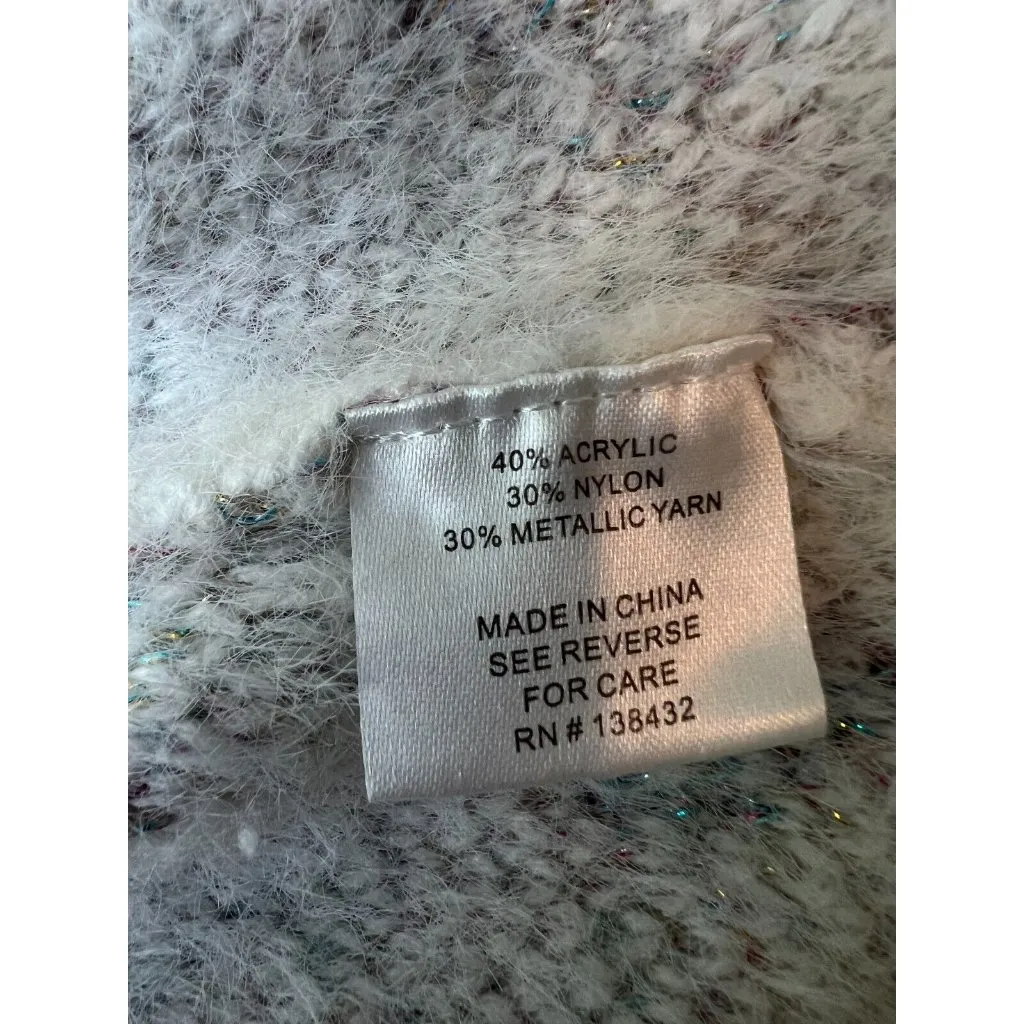 40% ACRYLIC
30% NYLON
30% METALLIC YARN
MADE IN CHINA
SEE REVERSE
FOR CARE
RN # 138432